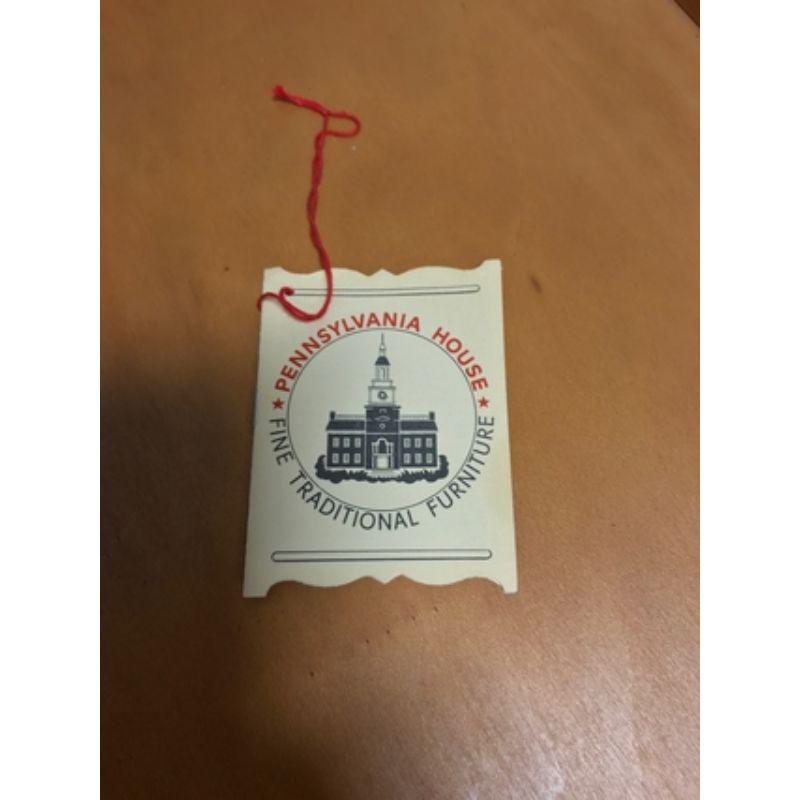 ★ PENNSYLVANIA HOUSE ★
FINE TRADITIONAL FURNITURE